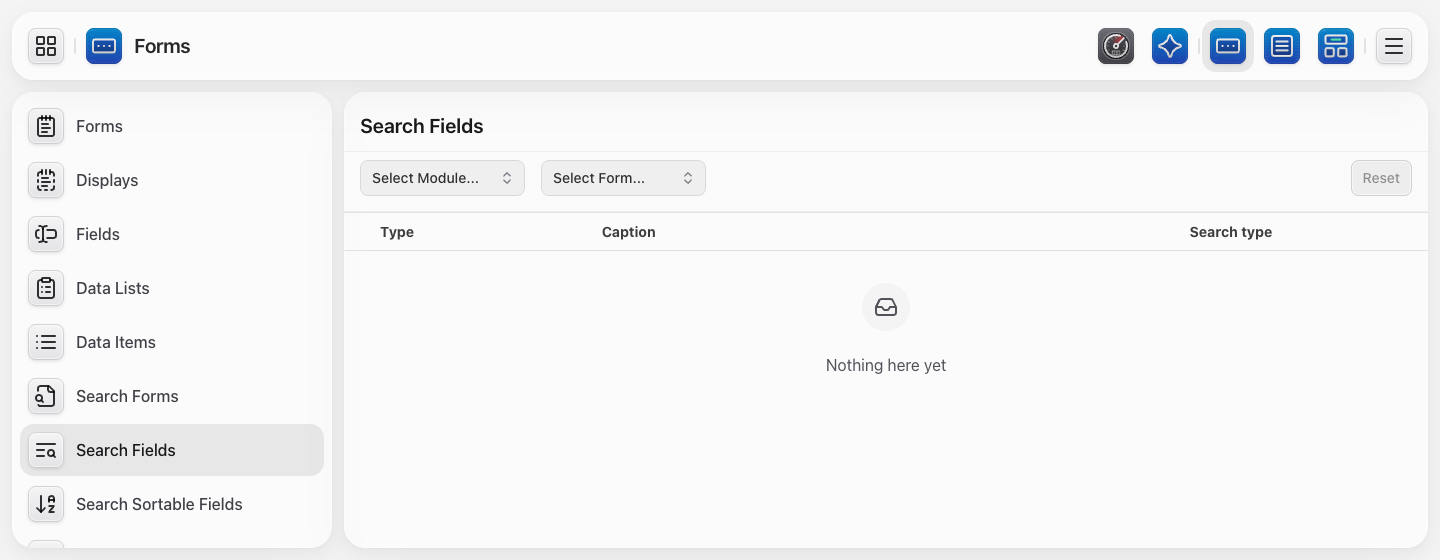 Forms
Forms
Displays
Fields
Data Lists
Data Items
Search Forms
Search Fields
Search Sortable Fields
Search Fields
Select Module...
Select Form...
Reset
Type
Caption
Search type
Nothing here yet